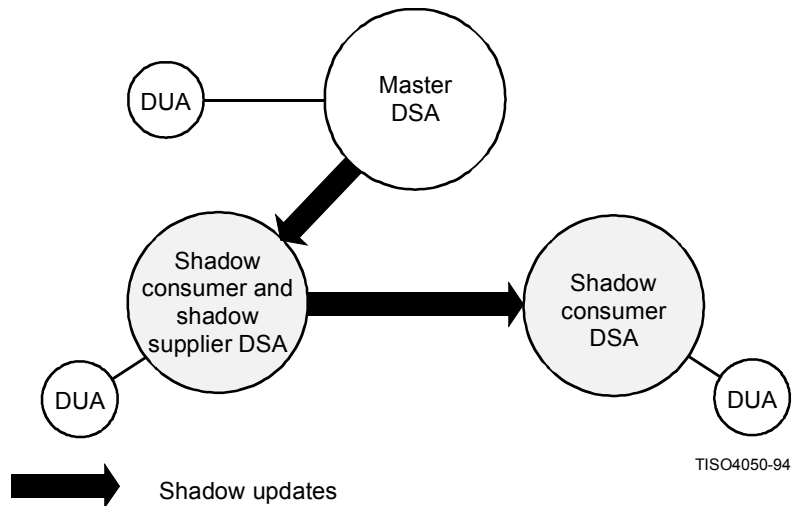 DUA
Master
DSA
Shadow
consumer and
shadow
supplier DSA
Shadow
consumer
DSA
DUA
DUA
TISO4050-94
Shadow updates